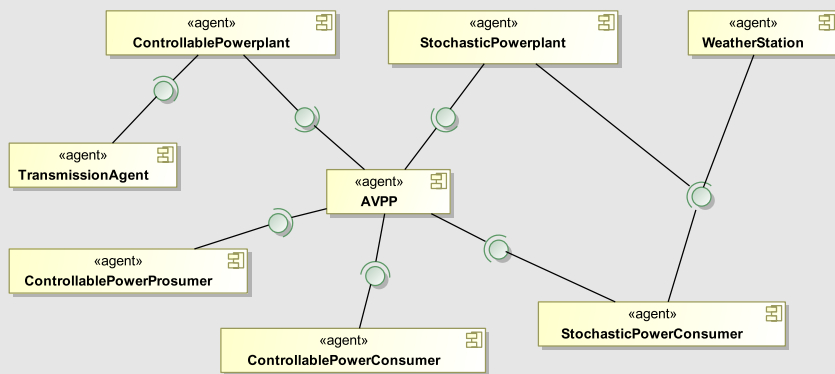 «agent»
ControllablePowerplant
«agent»
StochasticPowerplant
«agent»
WeatherStation
«agent»
TransmissionAgent
«agent»
AVPP
«agent»
ControllablePowerProsumer
«agent»
StochasticPowerConsumer
«agent»
ControllablePowerConsumer